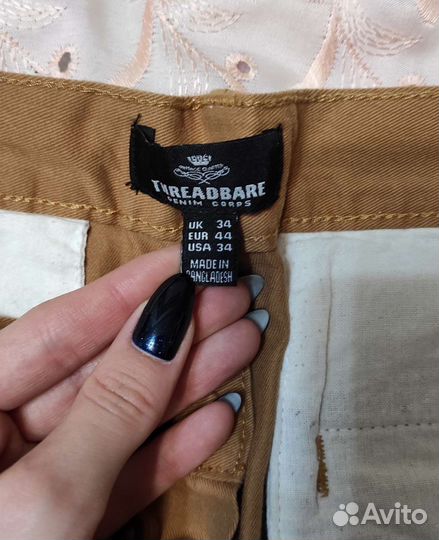 THREADBARE
DENIM CORPS
UK 34
EUR 44
USA 34
MADE IN
BANGLADESH
Avito